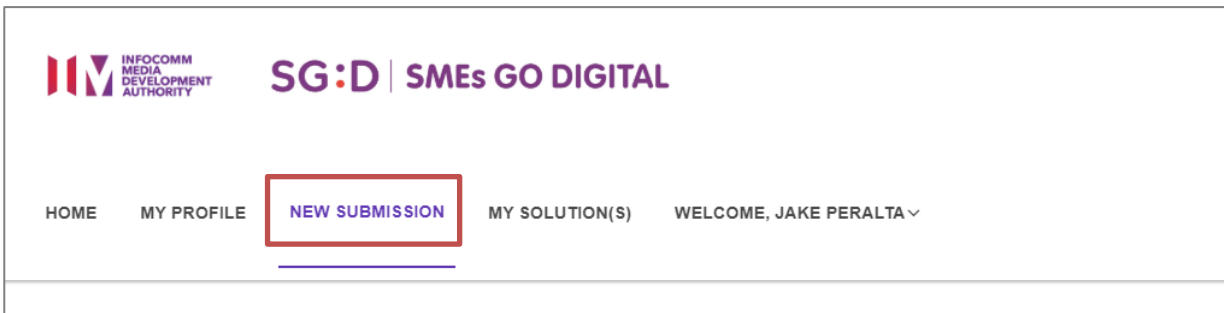 INFOCOMM
MEDIA
DEVELOPMENT
AUTHORITY
SG:D | SMEs GO DIGITAL
HOME MY PROFILE NEW SUBMISSION MY SOLUTION(S) WELCOME, JAKE PERALTA